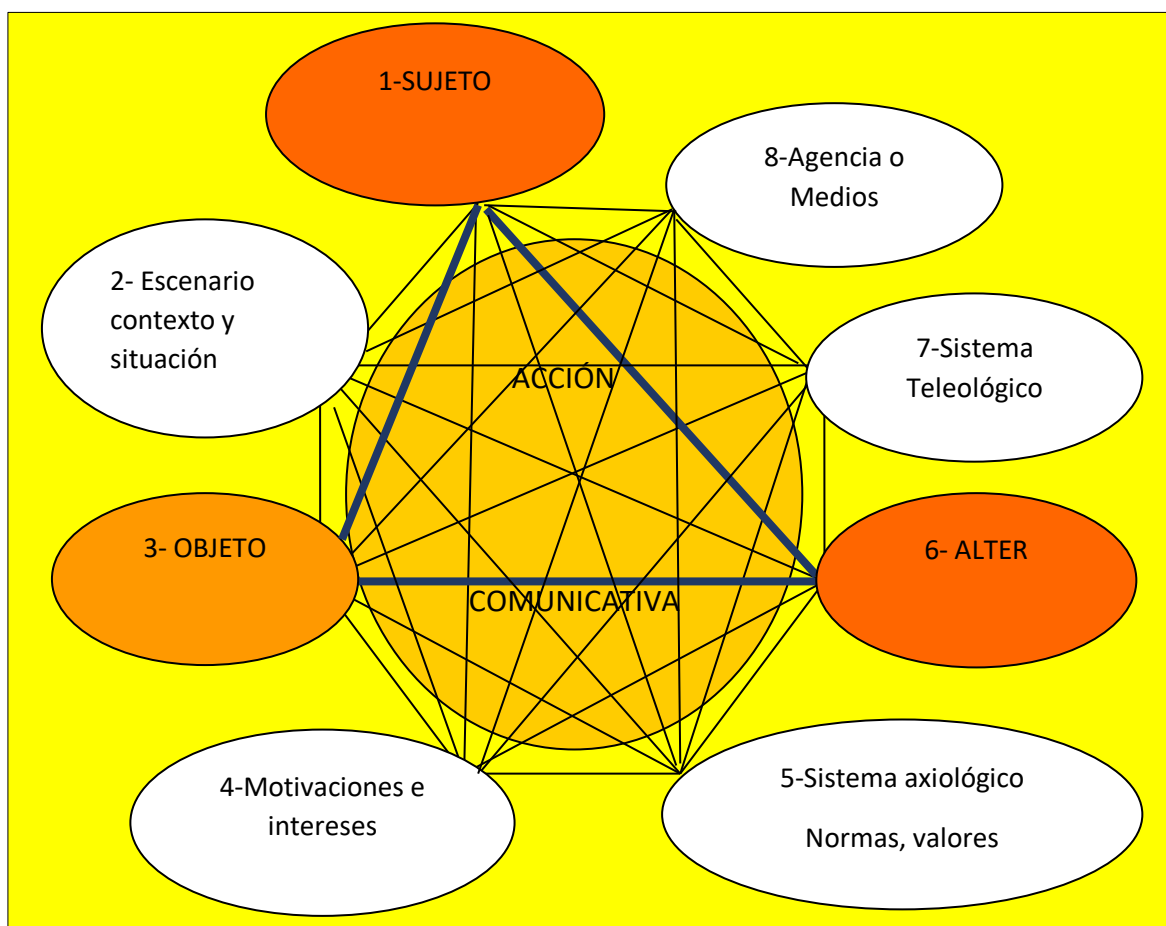 1-SUJETO
8-Agencia o
Medios
2- Escenario
contexto y
situación
7-Sistema
Teleológico
ACCIÓN
3- OBJETO
6- ALTER
COMUNICATIVA
4-Motivaciones e
intereses
5-Sistema axiológico
Normas, valores